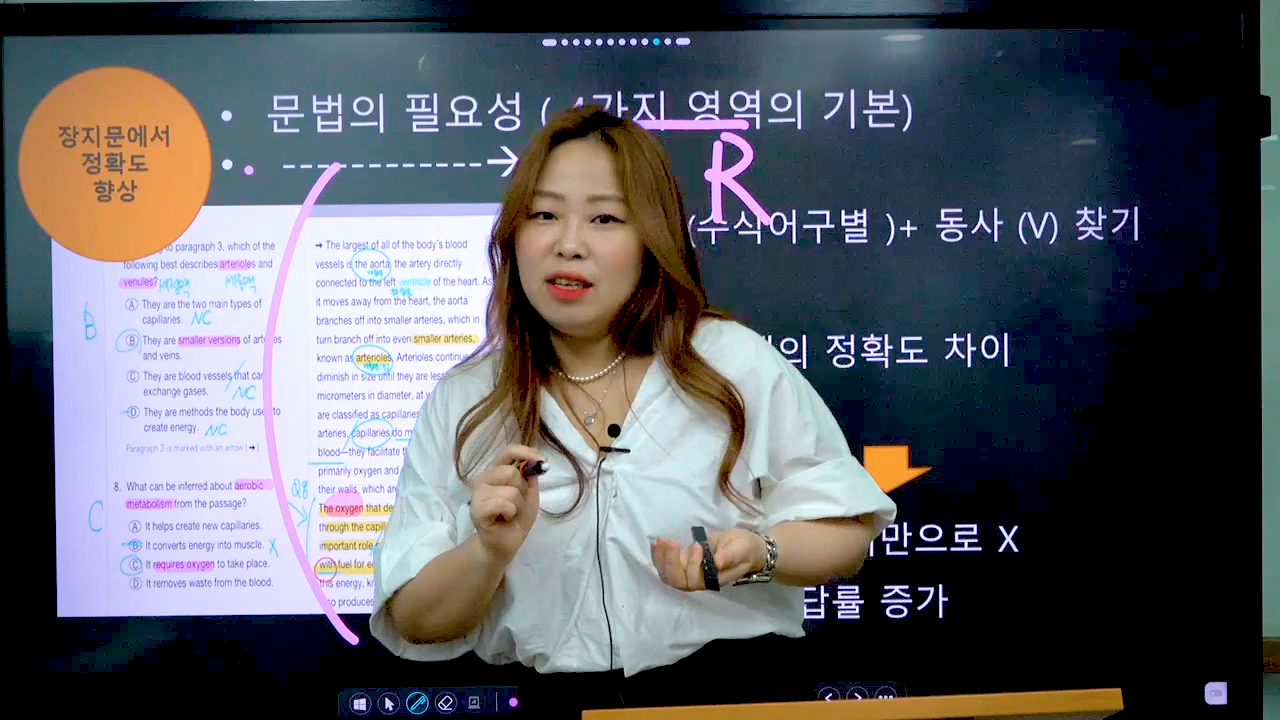 장지문에서
정확도
향상
• 문법의 필요성 ( 4가지 영역의 기본)
R
• ------------→
(수식어구별 )+ 동사 (V) 찾기
정확도 차이
만으로 X
답률 증가
to paragraph 3, which of the
following best describes arterioles and
venules?
Ⓐ They are the two main types of
capillaries. NC
B
Ⓑ They are smaller versions of
and veins.
Ⓒ They are blood vessels that can
exchange gases. NC
Ⓓ They are methods the body to
create energy. NC
Paragraph 3 is marked with an arrow [➔]
8. What can be inferred about aerobic
metabolism from the passage?
C
Ⓐ It helps create new capillaries.
Ⓑ It converts energy into muscle. X
Ⓒ It requires oxygen to take place.
Ⓓ It removes waste from the blood.
➔ The largest of all of the body's blood
vessels is the aorta, the artery directly
connected to the left ventricle of the heart. As
it moves away from the heart, the aorta
branches off into smaller arteries, which in
turn branch off into even smaller arteries,
known as arterioles. Arterioles continue
diminish in size until they are less
micrometers in diameter, at
are classified as capillaries
arteries, capillaries do
blood—they facilitate
primarily oxygen and
their walls, which are
Q8
The oxygen that
through the
important role
with fuel for
this energy,
produces